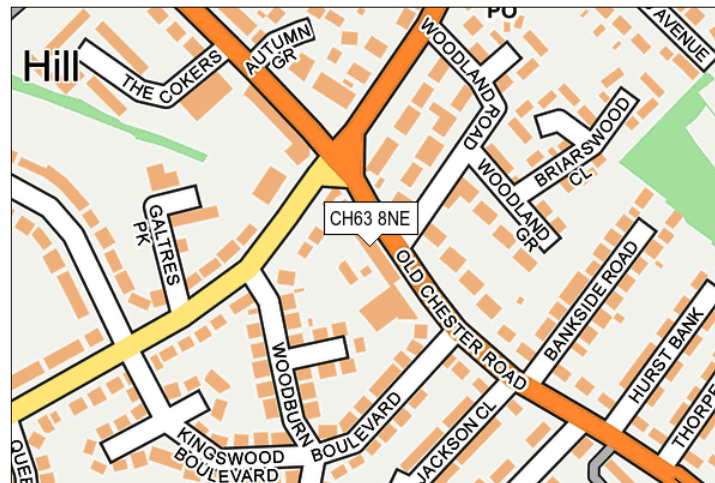 PO
AVENUE
Hill
THE COKERS
AUTUMN
GR
WOODLAND ROAD
BRIARSWOOD
CL
WOODLAND
GR
GALTRES
PK
CH63 8NE
OLD CHESTER ROAD
BANKSIDE ROAD
HURST BANK
THORPE
WOODBURN
BOULEVARD
KINGSWOOD
BOULEVARD
JACKSON CL
QUEE